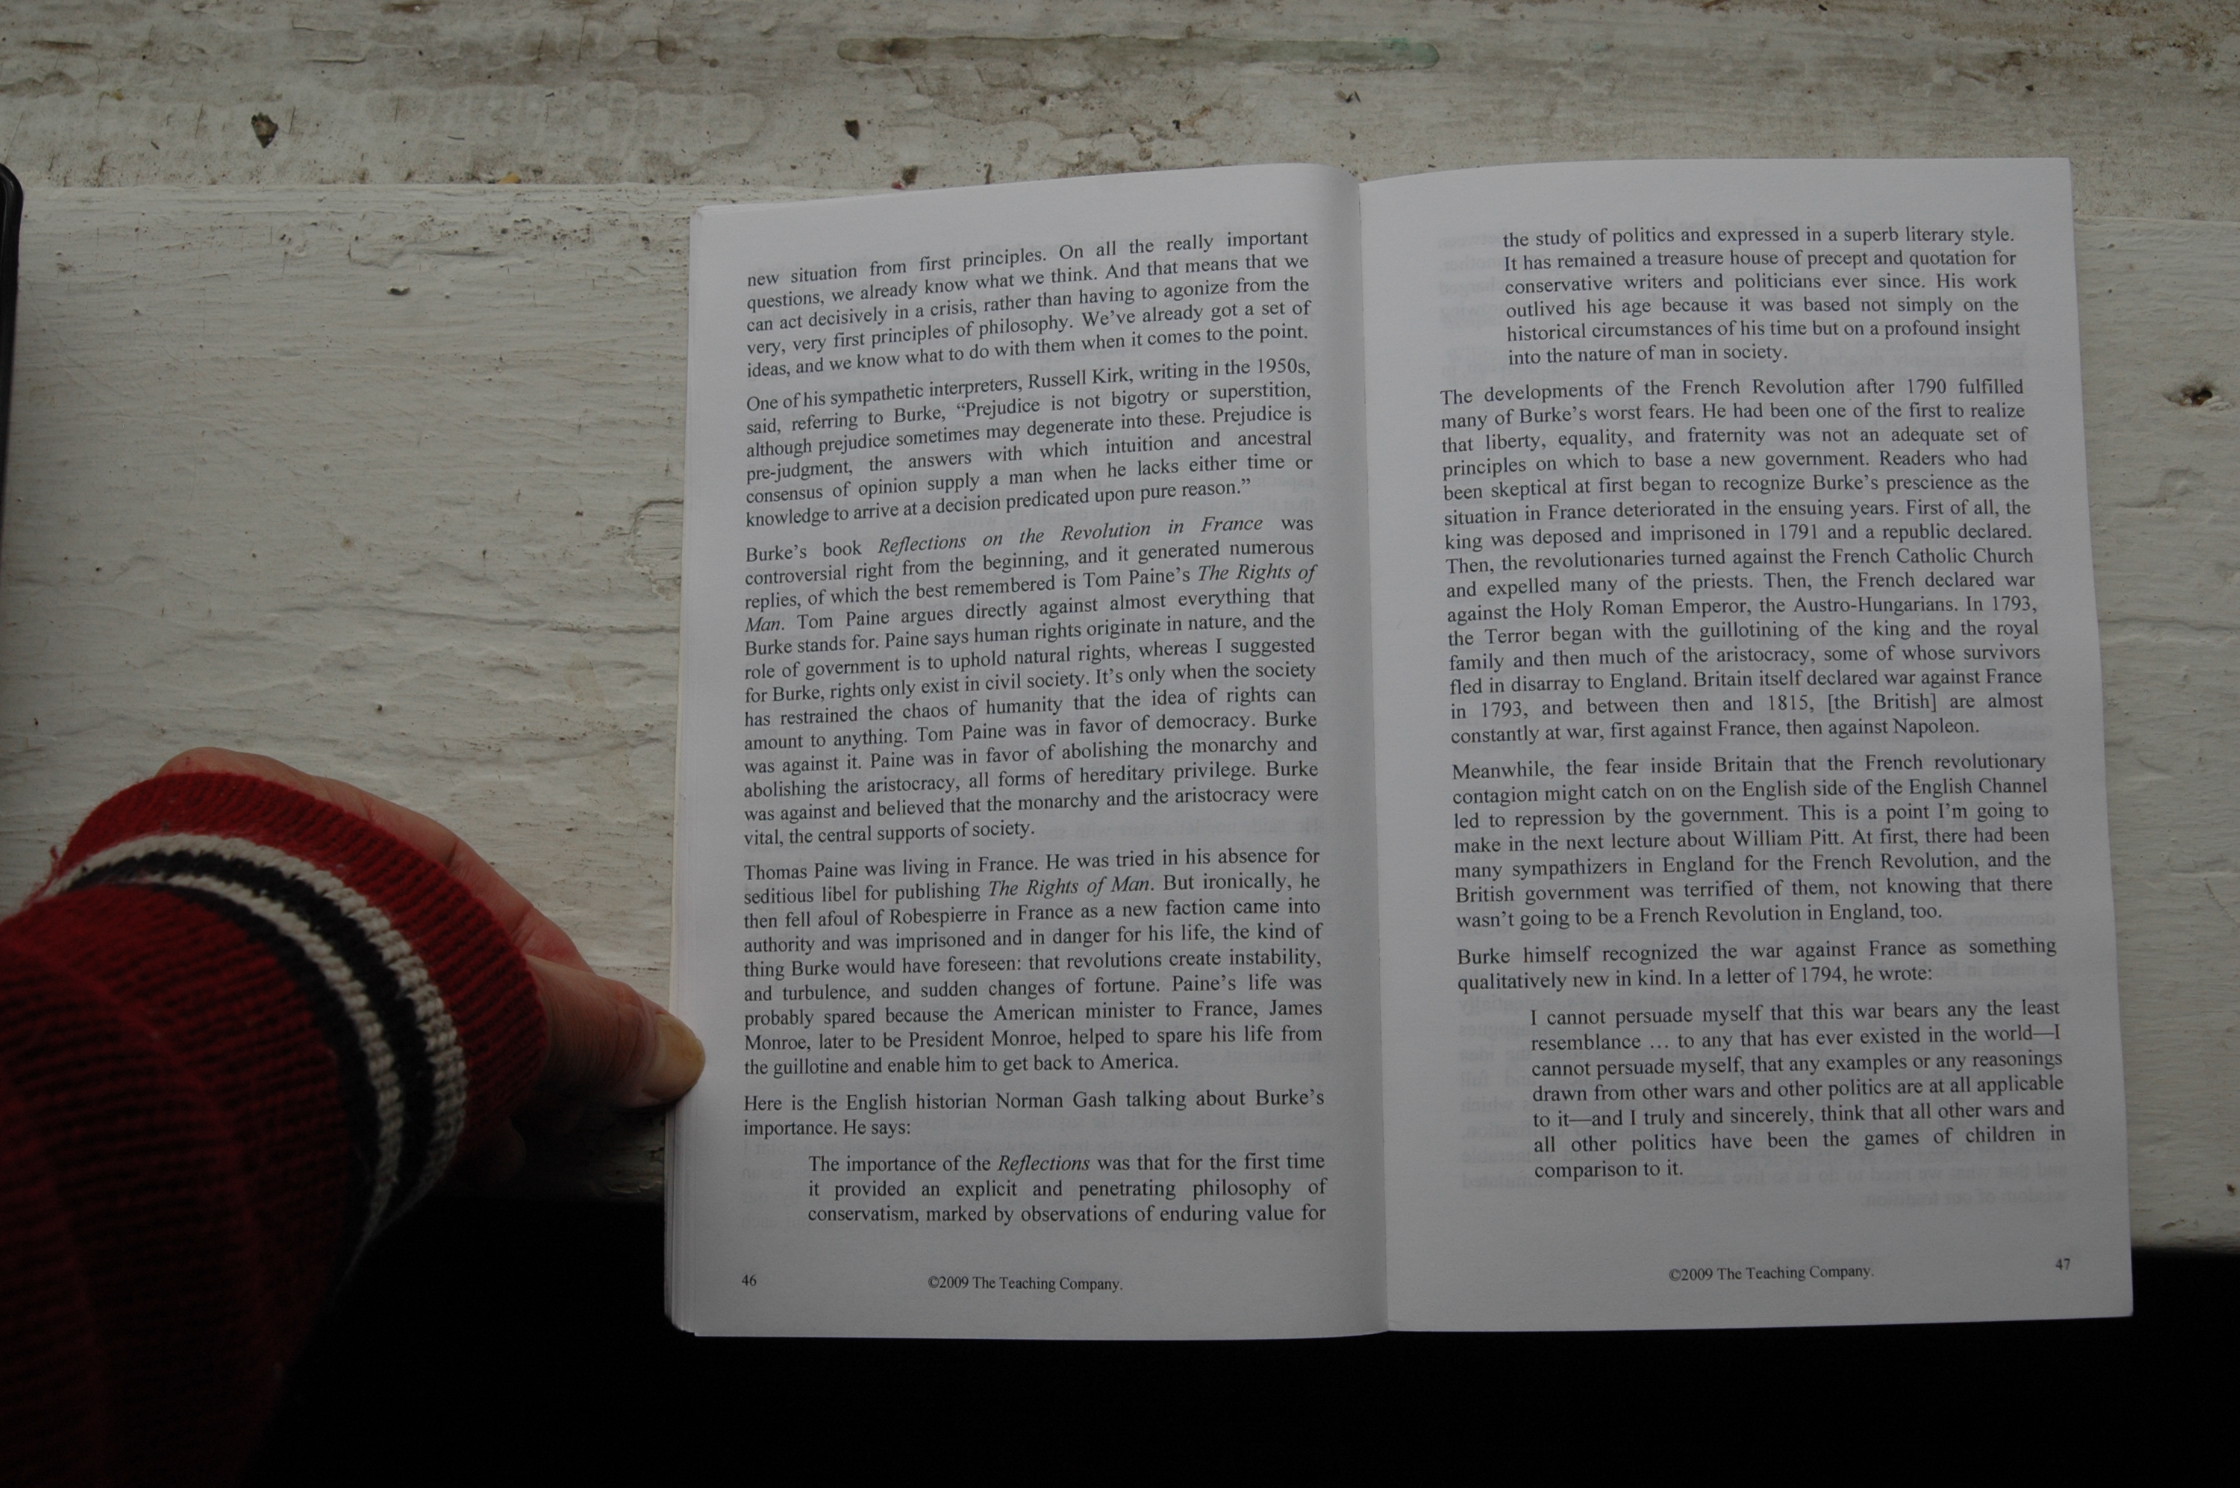 new situation from first principles. On all the really important
questions, we already know what we think. And that means that we
can act decisively in a crisis, rather than having to agonize from the
very, very first principles of philosophy. We've already got a set of
ideas, and we know what to do with them when it comes to the point.
One of his sympathetic interpreters, Russell Kirk, writing in the 1950s,
said, referring to Burke, “Prejudice is not bigotry or superstition,
although prejudice sometimes may degenerate into these. Prejudice is
pre-judgment, the answers with which intuition and ancestral
consensus of opinion supply a man when he lacks either time or
knowledge to arrive at a decision predicated upon pure reason.”
Burke's book Reflections on the Revolution in France was
controversial right from the beginning, and it generated numerous
replies, of which the best remembered is Tom Paine's The Rights of
Man. Tom Paine argues directly against almost everything that
Burke stands for. Paine says human rights originate in nature, and the
role of government is to uphold natural rights, whereas I suggested
for Burke, rights only exist in civil society. It's only when the society
has restrained the chaos of humanity that the idea of rights can
amount to anything. Tom Paine was in favor of democracy. Burke
was against it. Paine was in favor of abolishing the monarchy and
abolishing the aristocracy, all forms of hereditary privilege. Burke
was against and believed that the monarchy and the aristocracy were
vital, the central supports of society.
Thomas Paine was living in France. He was tried in his absence for
seditious libel for publishing The Rights of Man. But ironically, he
then fell afoul of Robespierre in France as a new faction came into
authority and was imprisoned and in danger for his life, the kind of
thing Burke would have foreseen: that revolutions create instability,
and turbulence, and sudden changes of fortune. Paine's life was
probably spared because the American minister to France, James
Monroe, later to be President Monroe, helped to spare his life from
the guillotine and enable him to get back to America.
Here is the English historian Norman Gash talking about Burke's
importance. He says:
The importance of the Reflections was that for the first time
it provided an explicit and penetrating philosophy of
conservatism, marked by observations of enduring value for
46
©2009 The Teaching Company.
the study of politics and expressed in a superb literary style.
It has remained a treasure house of precept and quotation for
conservative writers and politicians ever since. His work
outlived his age because it was based not simply on the
historical circumstances of his time but on a profound insight
into the nature of man in society.
The developments of the French Revolution after 1790 fulfilled
many of Burke's worst fears. He had been one of the first to realize
that liberty, equality, and fraternity was not an adequate set of
principles on which to base a new government. Readers who had
been skeptical at first began to recognize Burke's prescience as the
situation in France deteriorated in the ensuing years. First of all, the
king was deposed and imprisoned in 1791 and a republic declared.
Then, the revolutionaries turned against the French Catholic Church
and expelled many of the priests. Then, the French declared war
against the Holy Roman Emperor, the Austro-Hungarians. In 1793,
the Terror began with the guillotining of the king and the royal
family and then much of the aristocracy, some of whose survivors
fled in disarray to England. Britain itself declared war against France
in 1793, and between then and 1815, [the British] are almost
constantly at war, first against France, then against Napoleon.
Meanwhile, the fear inside Britain that the French revolutionary
contagion might catch on on the English side of the English Channel
led to repression by the government. This is a point I'm going to
make in the next lecture about William Pitt. At first, there had been
many sympathizers in England for the French Revolution, and the
British government was terrified of them, not knowing that there
wasn't going to be a French Revolution in England, too.
Burke himself recognized the war against France as something
qualitatively new in kind. In a letter of 1794, he wrote:
I cannot persuade myself that this war bears any the least
resemblance … to any that has ever existed in the world—I
cannot persuade myself, that any examples or any reasonings
drawn from other wars and other politics are at all applicable
to it—and I truly and sincerely, think that all other wars and
all other politics have been the games of children in
comparison to it.
©2009 The Teaching Company.
47